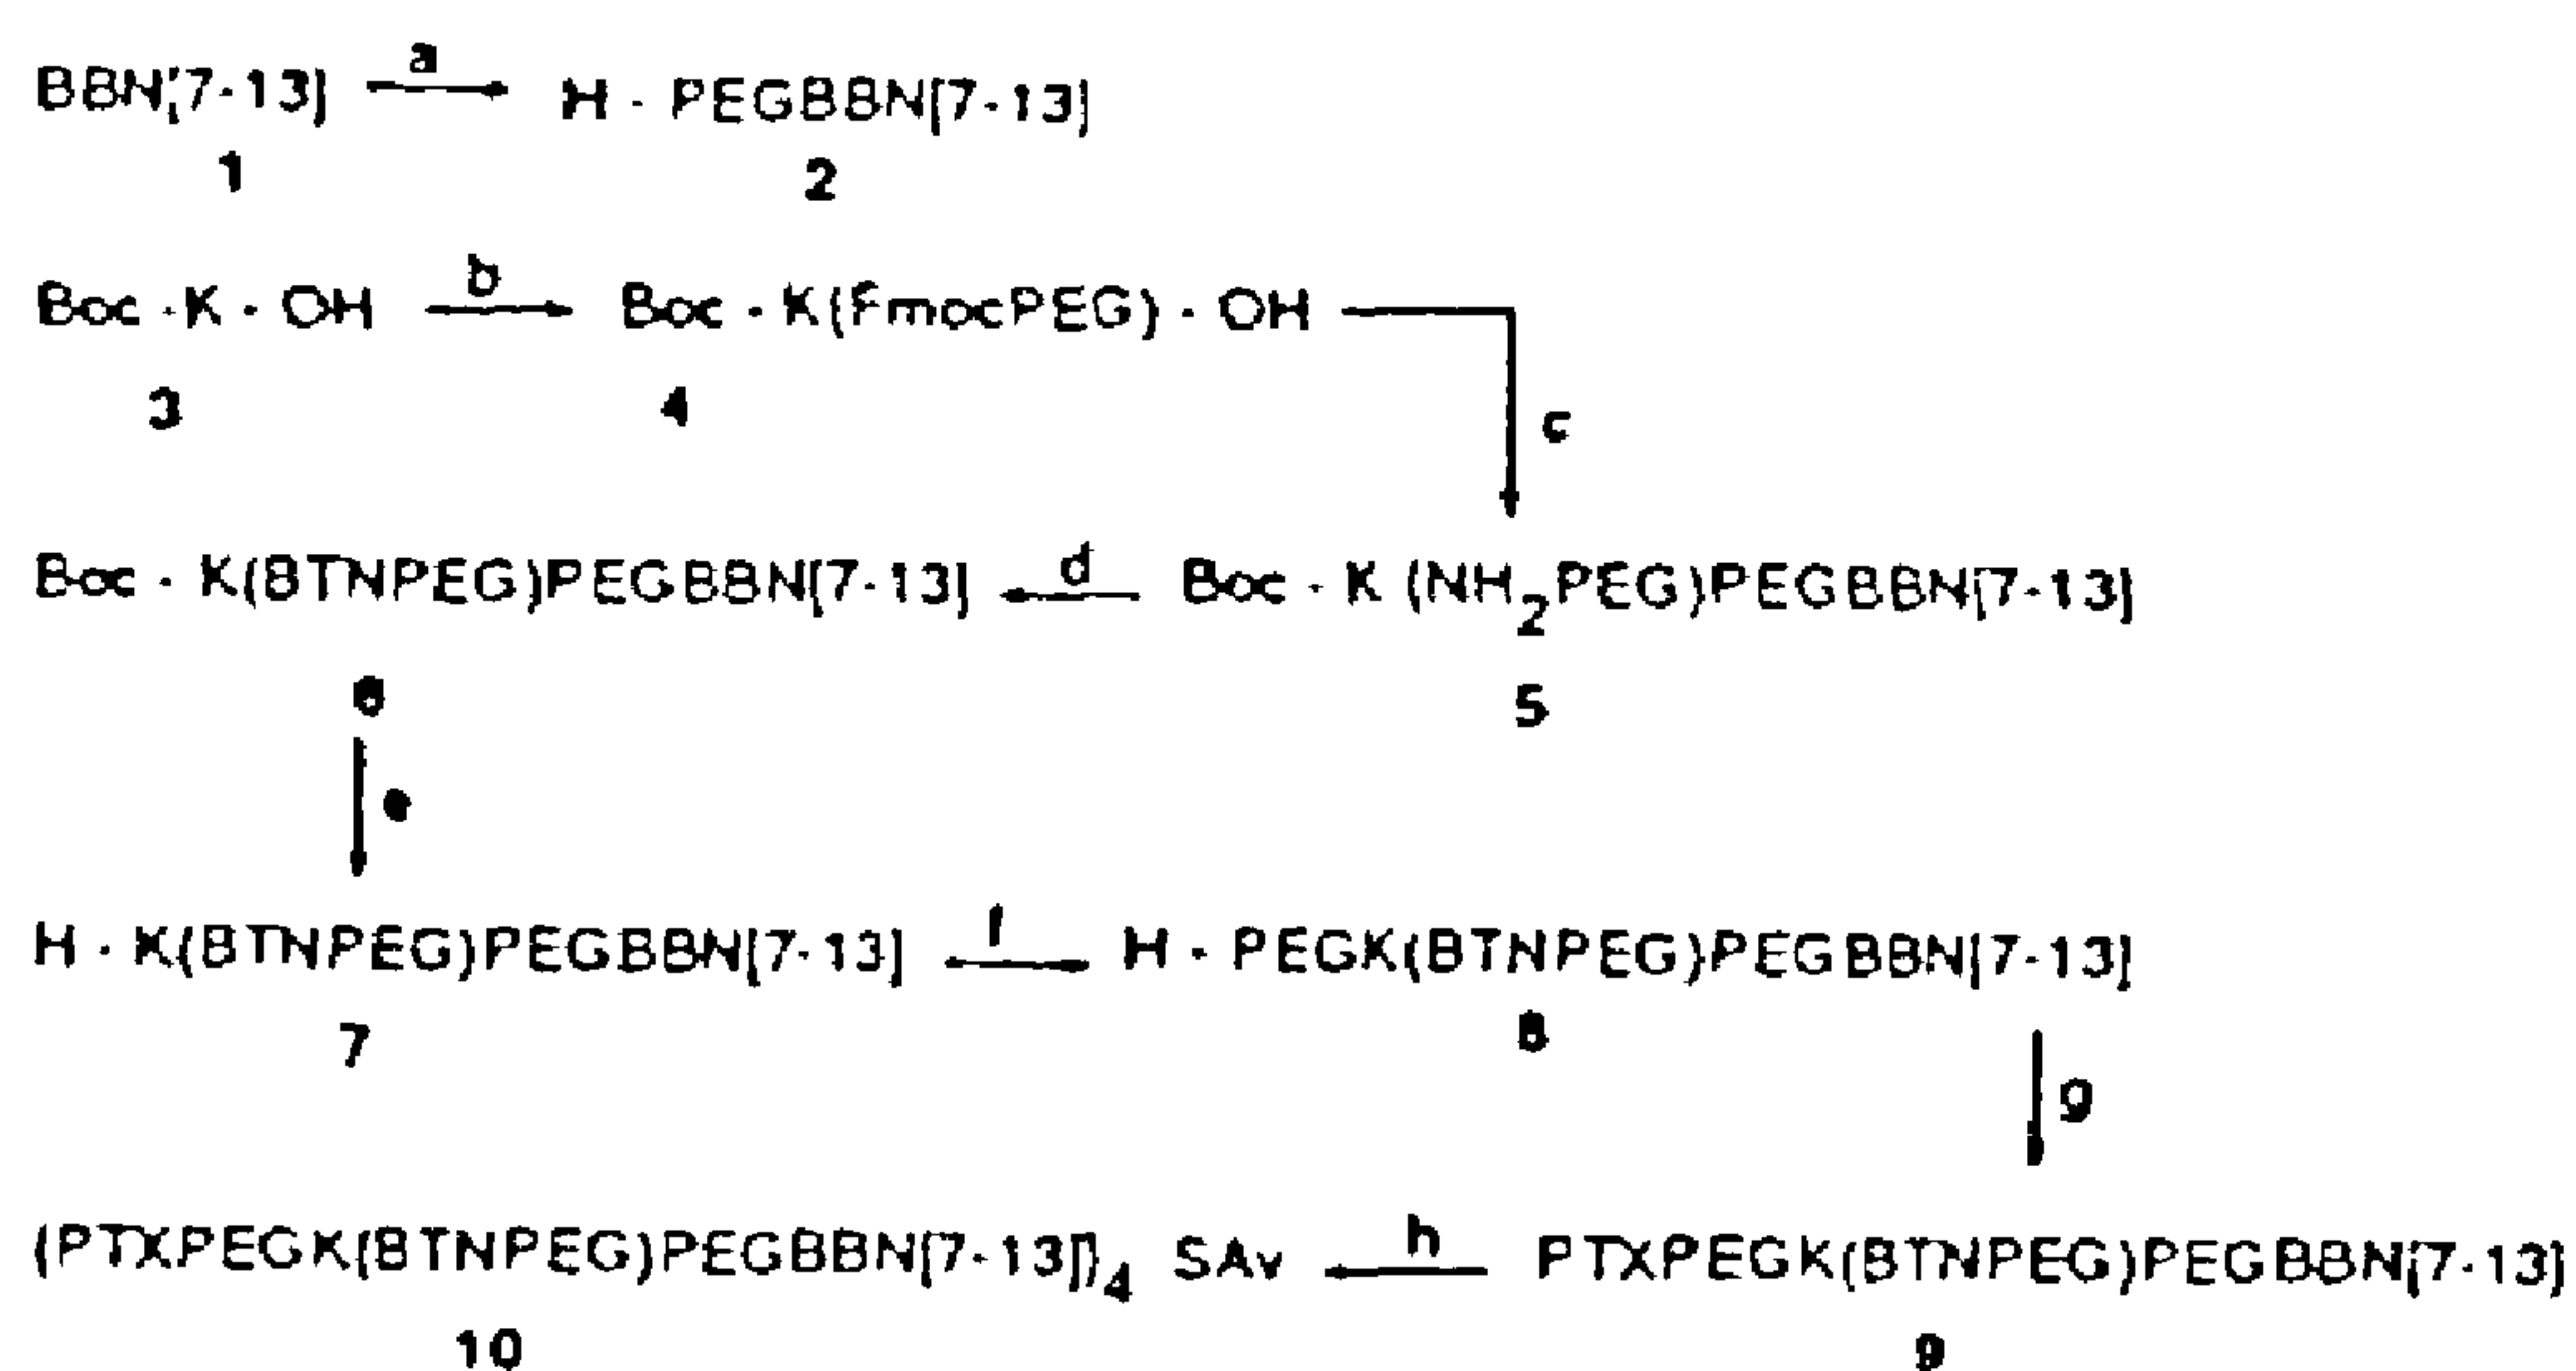 BBN[7-13] a H · PEGBBN[7-13]
1 2
Boc · K · OH b Boc · K(FmocPEG) · OH
3 4 c
Boc · K(BTNPEG)PEGBBN[7-13] d Boc · K (NH2PEG)PEGBBN[7-13]
6 5
e
H · K(BTNPEG)PEGBBN[7-13] f H · PEGK(BTNPEG)PEGBBN[7-13]
7 8
g
(PTXPEGK(BTNPEG)PEGBBN[7-13])4 SAv h PTXPEGK(BTNPEG)PEGBBN[7-13]
10 9